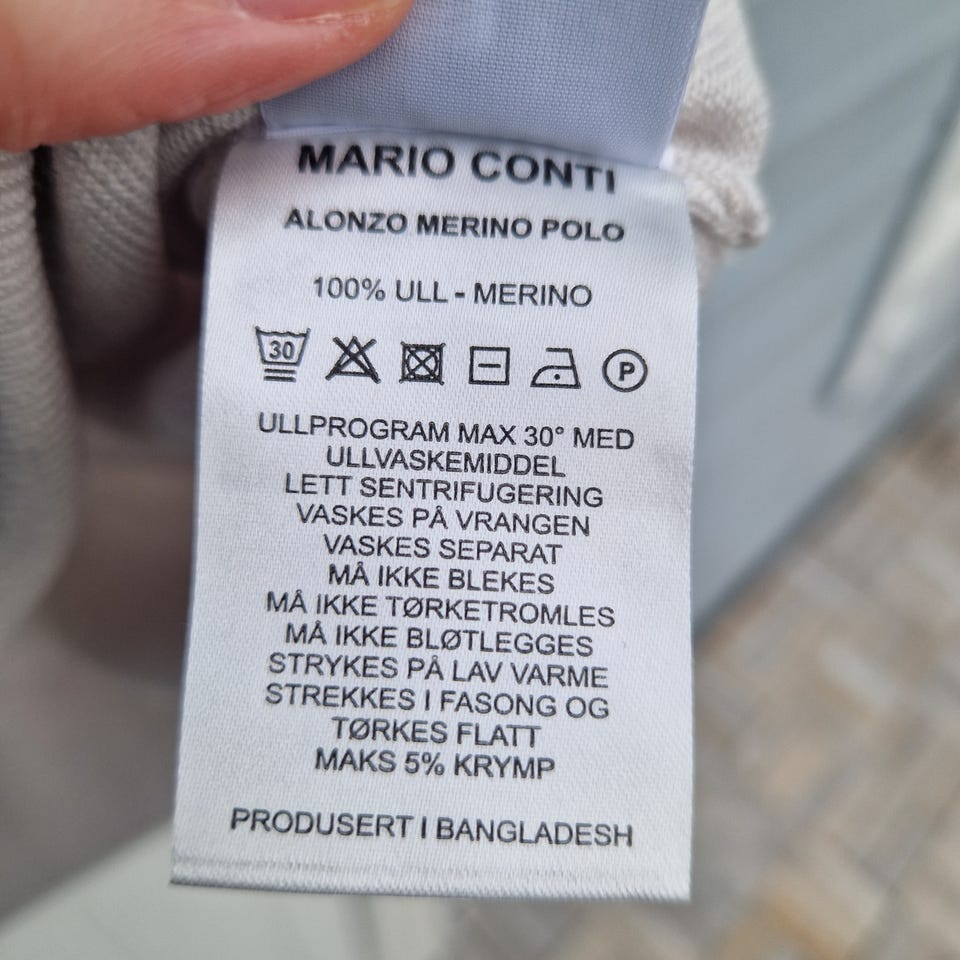 MARIO CONTI
ALONZO MERINO POLO
100% ULL - MERINO
30 P
ULLPROGRAM MAX 30° MED
ULLVASKEMIDDEL
LETT SENTRIFUGERING
VASKES PÅ VRANGEN
VASKES SEPARAT
MÅ IKKE BLEKES
MÅ IKKE TØRKETROMLES
MÅ IKKE BLØTLEGGES
STRYKES PÅ LAV VARME
STREKKES I FASONG OG
TØRKES FLATT
MAKS 5% KRYMP
PRODUSERT I BANGLADESH